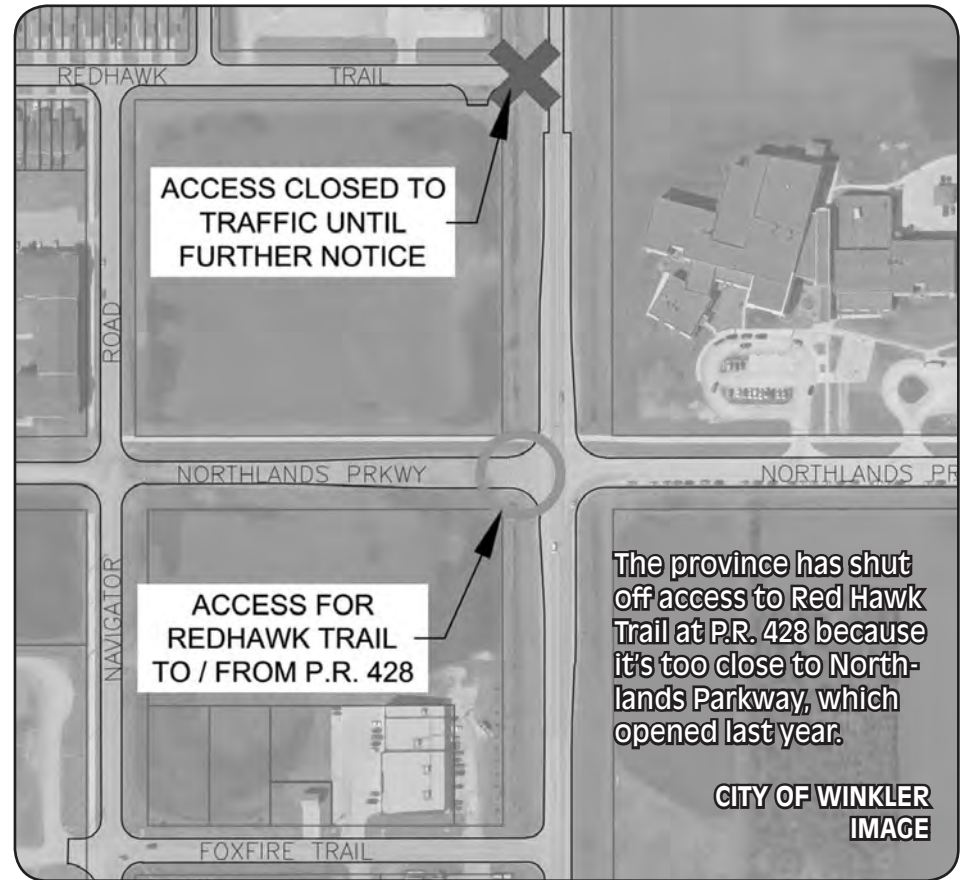 REDHAWK TRAIL
ACCESS CLOSED TO
TRAFFIC UNTIL
FURTHER NOTICE
ROAD
NORTHLANDS PRKWY
NORTHLANDS PR
NAVIGATOR
ACCESS FOR
REDHAWK TRAIL
TO / FROM P.R. 428
The province has shut
off access to Red Hawk
Trail at P.R. 428 because
it's too close to North-
lands Parkway, which
opened last year.
CITY OF WINKLER
IMAGE
FOXFIRE TRAIL